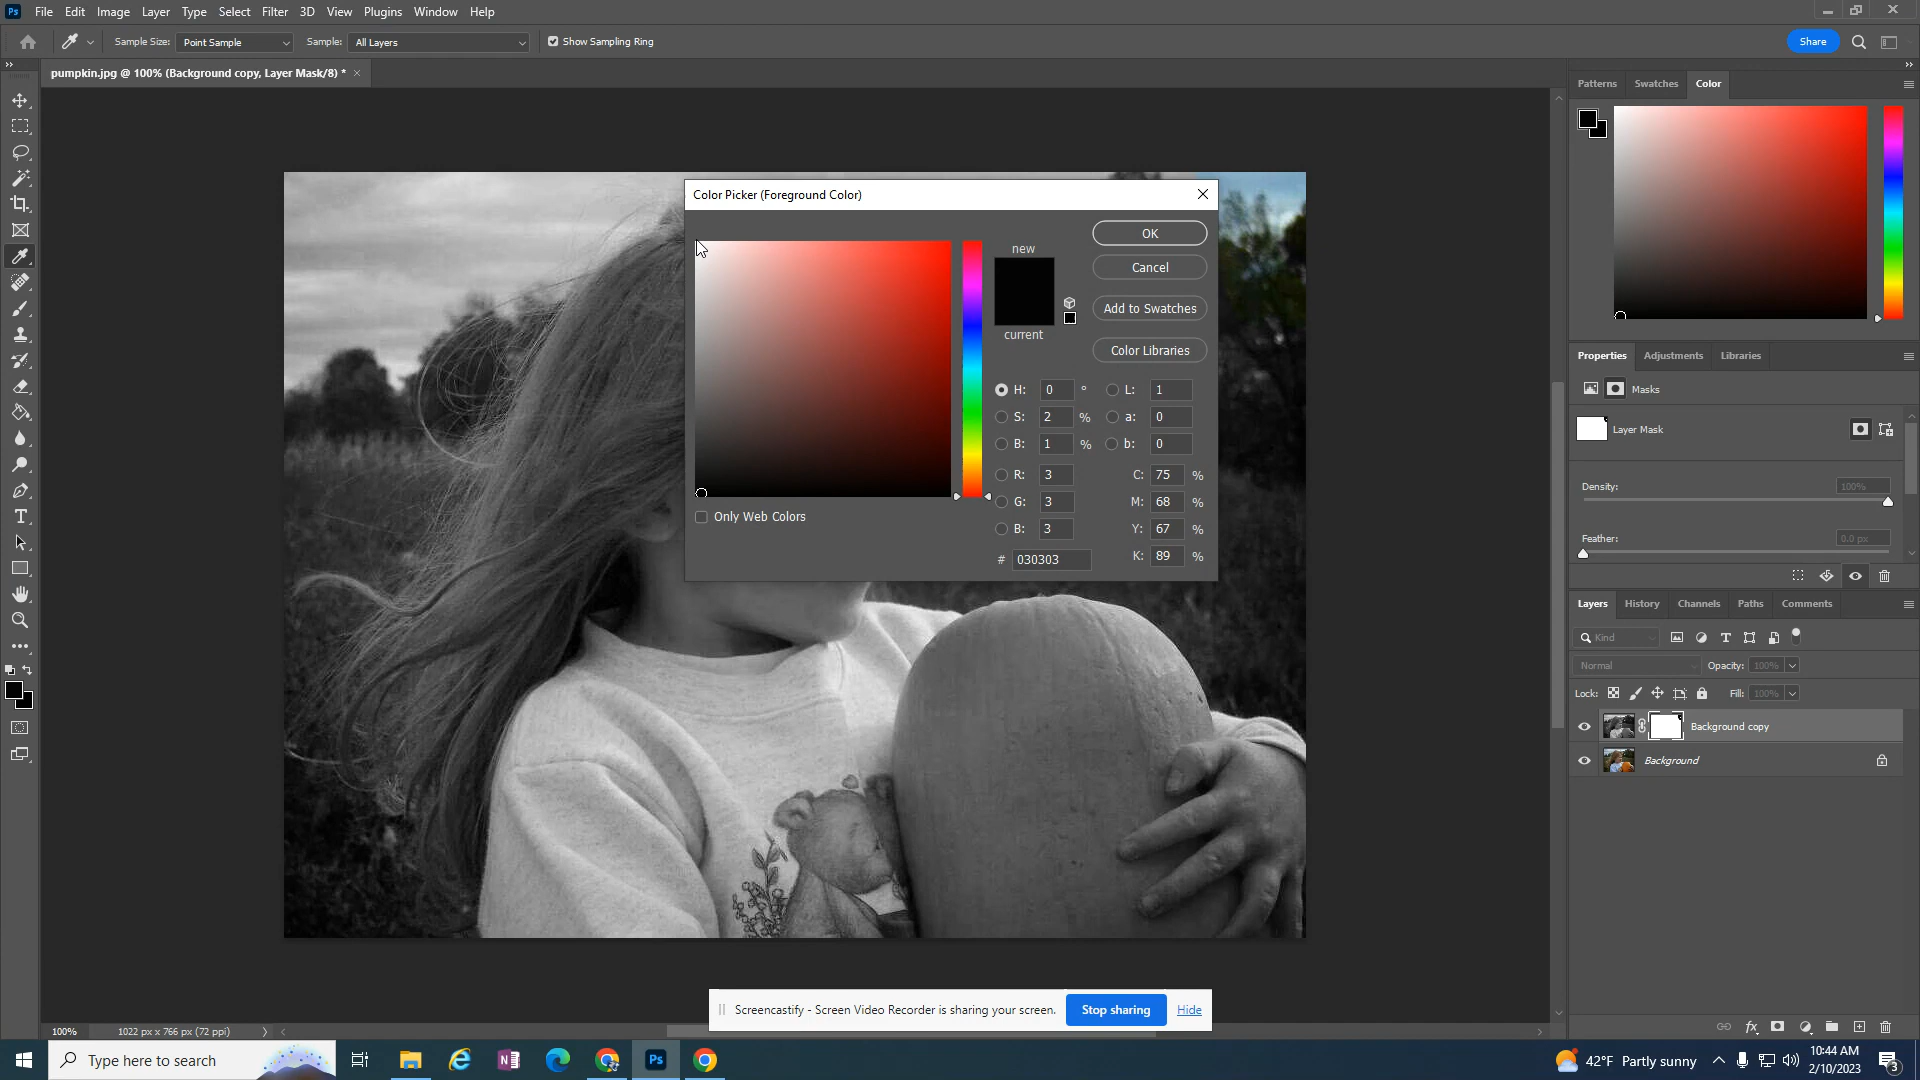 Ps File Edit Image Layer Type Select Filter 3D View Plugins Window Help
Sample Size: Point Sample Sample: All Layers Show Sampling Ring Share
pumpkin.jpg @ 100% (Background copy, Layer Mask/8) * ×
Patterns Swatches Color
Color Picker (Foreground Color)
OK
new
Cancel
Add to Swatches
current
Color Libraries
H: 0 ° L: 1
S: 2 % a: 0
B: 1 % b: 0
R: 3 C: 75 %
G: 3 M: 68 %
B: 3 Y: 67 %
# 030303 K: 89 %
Only Web Colors
Properties Adjustments Libraries
Masks
Layer Mask
Density: 100%
Feather: 0.0 px
Layers History Channels Paths Comments
Kind
Normal Opacity: 100%
Lock: Fill: 100%
Background copy
Background
Screencastify - Screen Video Recorder is sharing your screen. Stop sharing Hide
100% 1022 px x 766 px (72 ppi)
Type here to search
42°F Partly sunny
10:44 AM
2/10/2023
3